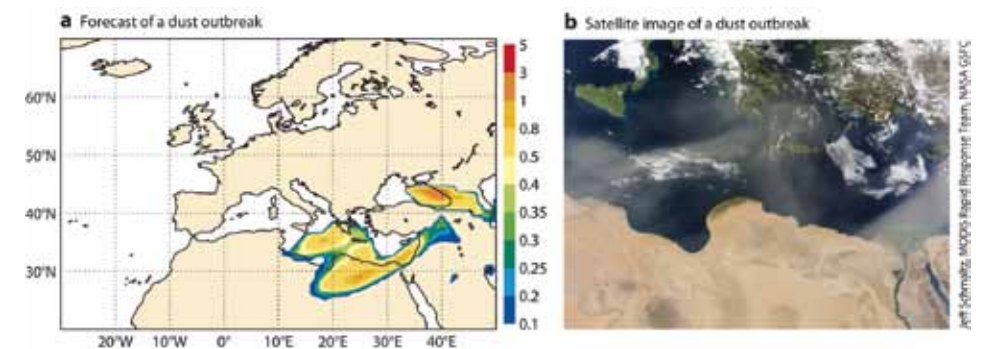 a Forecast of a dust outbreak
60°N
50°N
40°N
30°N
20°W 10°W 0° 10°E 20°E 30°E 40°E
5
3
1
0.8
0.5
0.4
0.35
0.3
0.25
0.2
0.1
b Satellite image of a dust outbreak
Jeff Schmaltz, MODIS Rapid Response Team, NASA GSFC